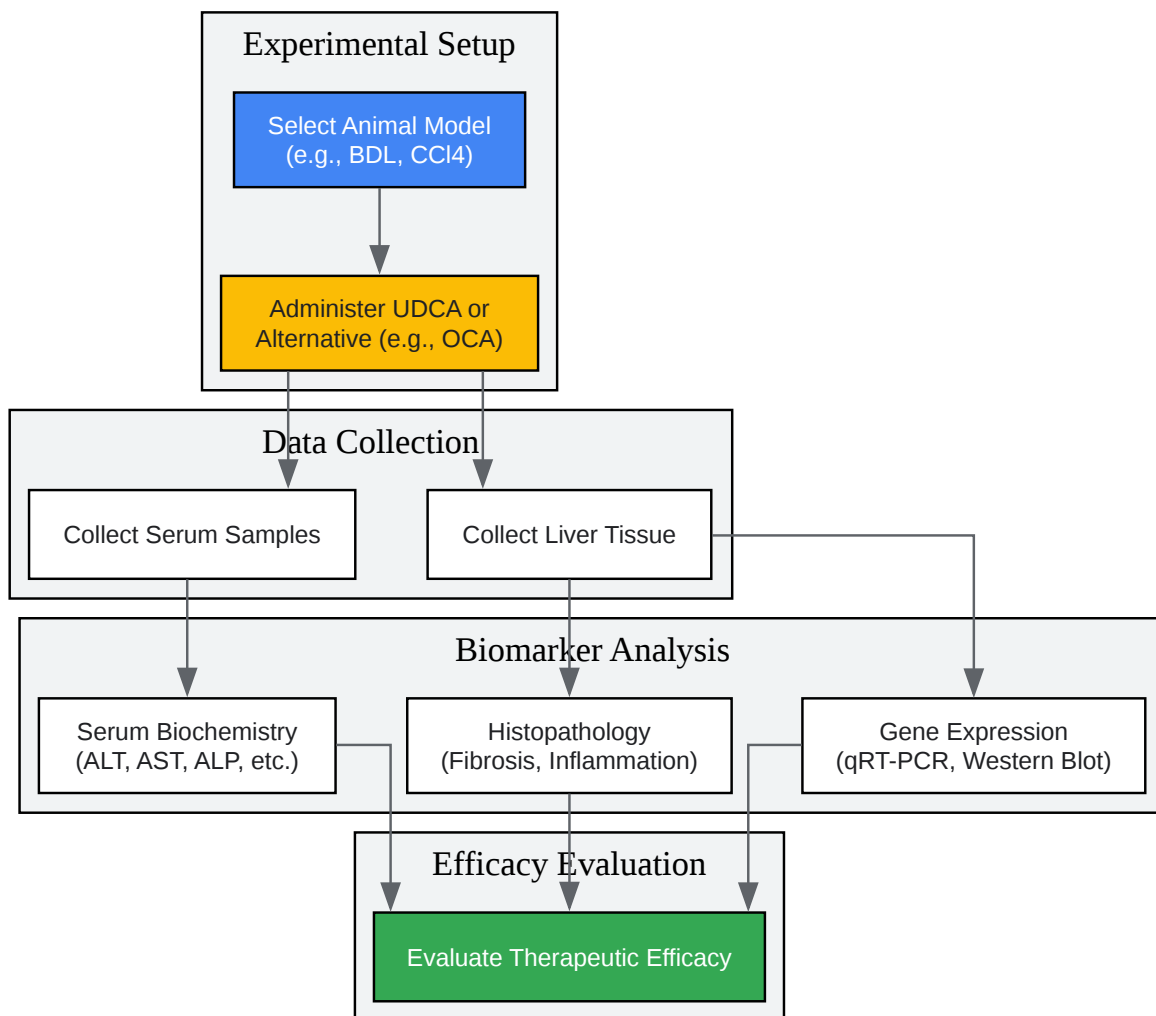 Experimental Setup
Select Animal Model
(e.g., BDL, CCl4)
Administer UDCA or
Alternative (e.g., OCA)
Data Collection
Collect Serum Samples
Collect Liver Tissue
Biomarker Analysis
Serum Biochemistry
(ALT, AST, ALP, etc.)
Histopathology
(Fibrosis, Inflammation)
Gene Expression
(qRT-PCR, Western Blot)
Efficacy Evaluation
Evaluate Therapeutic Efficacy